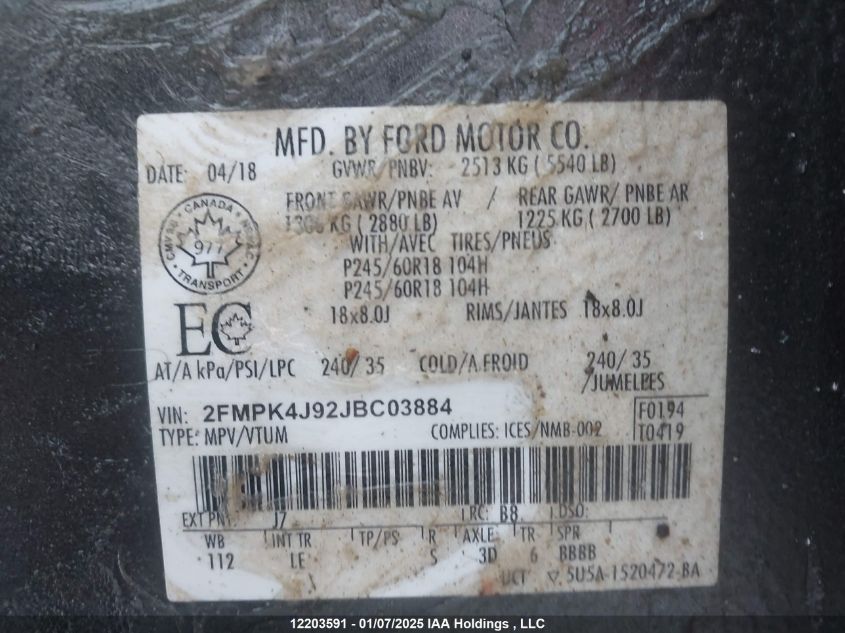 MFD. BY FORD MOTOR CO.
DATE: 04/18 GVWR/PNBV: 2513 KG ( 5540 LB)
FRONT GAWR/PNBE AV / REAR GAWR/ PNBE AR
KG ( 2880 LB) 1225 KG ( 2700 LB)
WITH/AVEC TIRES/PNEUS
P245/60R18 104H
P245/60R18 104H
18x8.0J RIMS/JANTES 18x8.0J
CANADA
977
TRANSPORT
EC
AT/A kPa/PSI/LPC 240/ 35 COLD/A FROID 240/ 35
/JUMELEES
VIN: 2FMPK4J92JBC03884 F0194
TYPE: MPV/VTUM COMPLIES: ICES/NMB-002 T0419
EXT PNT: J7 RC: B8 DSO:
WB INT TR TP/PS R AXLE TR SPR
112 LE S 3D 6 BBBB
UCT ▽ 5U5A-1520472-BA
12203591 - 01/07/2025 IAA Holdings , LLC